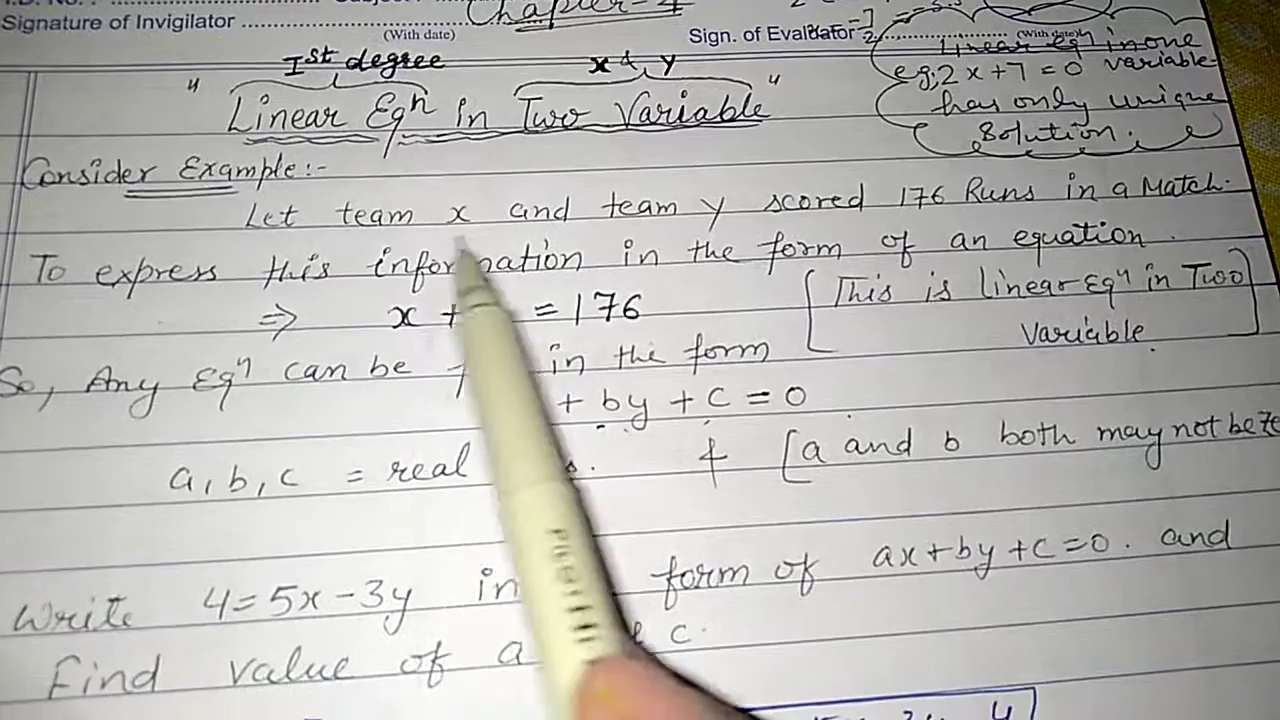 Chapter-4
Signature of Invigilator
(With date)
Sign. of Evaluator
(With date)
Linear eqⁿ in one
variable
eg; 2x+7=0
has only unique
Solution.
Iˢᵗ degree
x & y
"Linear Eqⁿ in Two Variable"
Consider Example:-
Let team x and team y scored 176 Runs in a Match.
To express this information in the form of an equation.
⇒ x + = 176
[This is linear Eqⁿ in Two
variable.]
So, Any Eqⁿ can be in the form
+ by + c = 0
a, b, c = real & [a and b both may not be
Write 4=5x-3y in form of ax+by+c=0. and
Find value of a c.